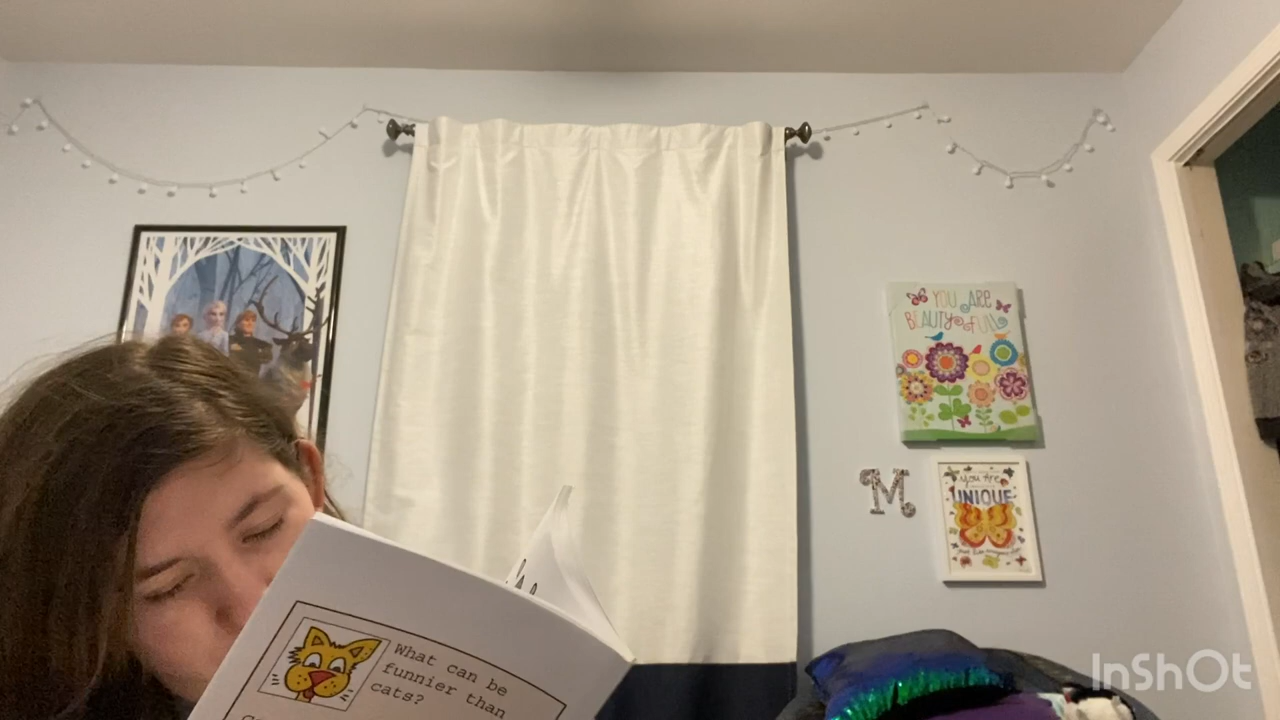 YOU ARE
BEAUTY-FULL
M
you Are
UNIQUE
What can be
funnier than
cats?
InShOt